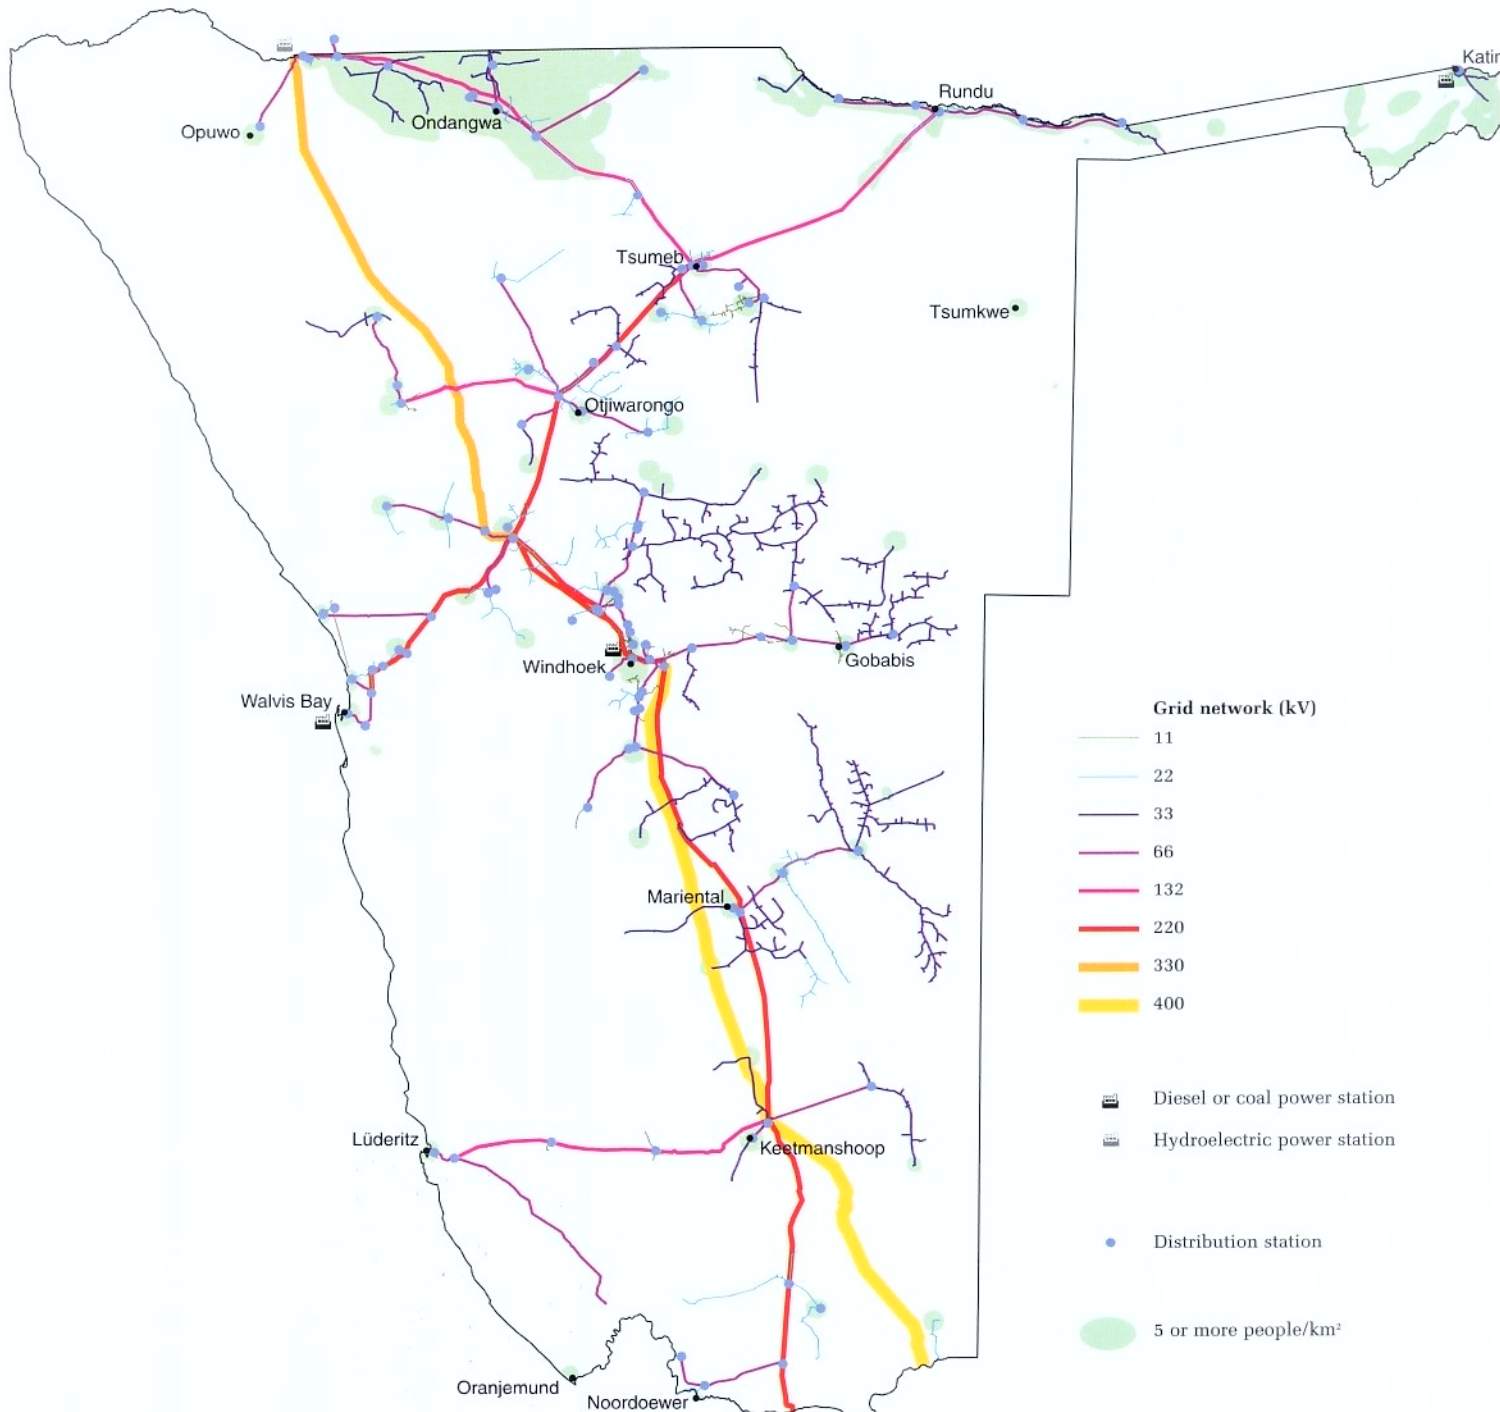 Katir
Rundu
Opuwo
Ondangwa
Tsumeb
Tsumkwe
Otjiwarongo
Windhoek
Gobabis
Walvis Bay
Grid network (kV)
11
22
33
66
Mariental
132
220
330
400
Diesel or coal power station
Lüderitz
Hydroelectric power station
Keetmanshoop
Distribution station
5 or more people/km²
Oranjemund
Noordoewer